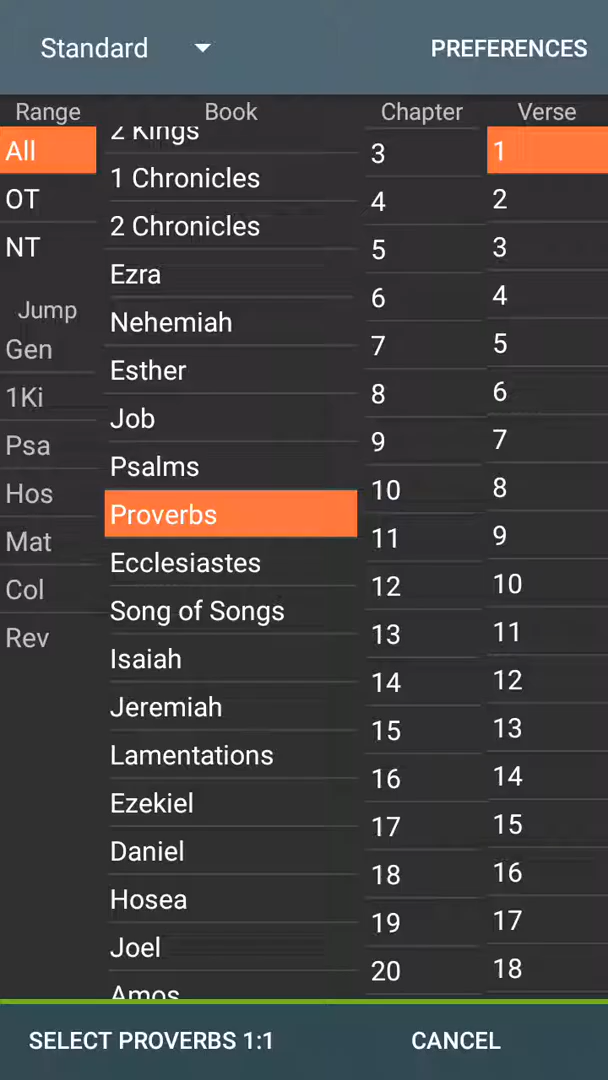 Standard PREFERENCES
Range Book Chapter Verse
All
OT
NT
Jump
Gen
1Ki
Psa
Hos
Mat
Col
Rev
2 Kings
1 Chronicles
2 Chronicles
Ezra
Nehemiah
Esther
Job
Psalms
Proverbs
Ecclesiastes
Song of Songs
Isaiah
Jeremiah
Lamentations
Ezekiel
Daniel
Hosea
Joel
Amos
3
4
5
6
7
8
9
10
11
12
13
14
15
16
17
18
19
20
1
2
3
4
5
6
7
8
9
10
11
12
13
14
15
16
17
18
SELECT PROVERBS 1:1 CANCEL